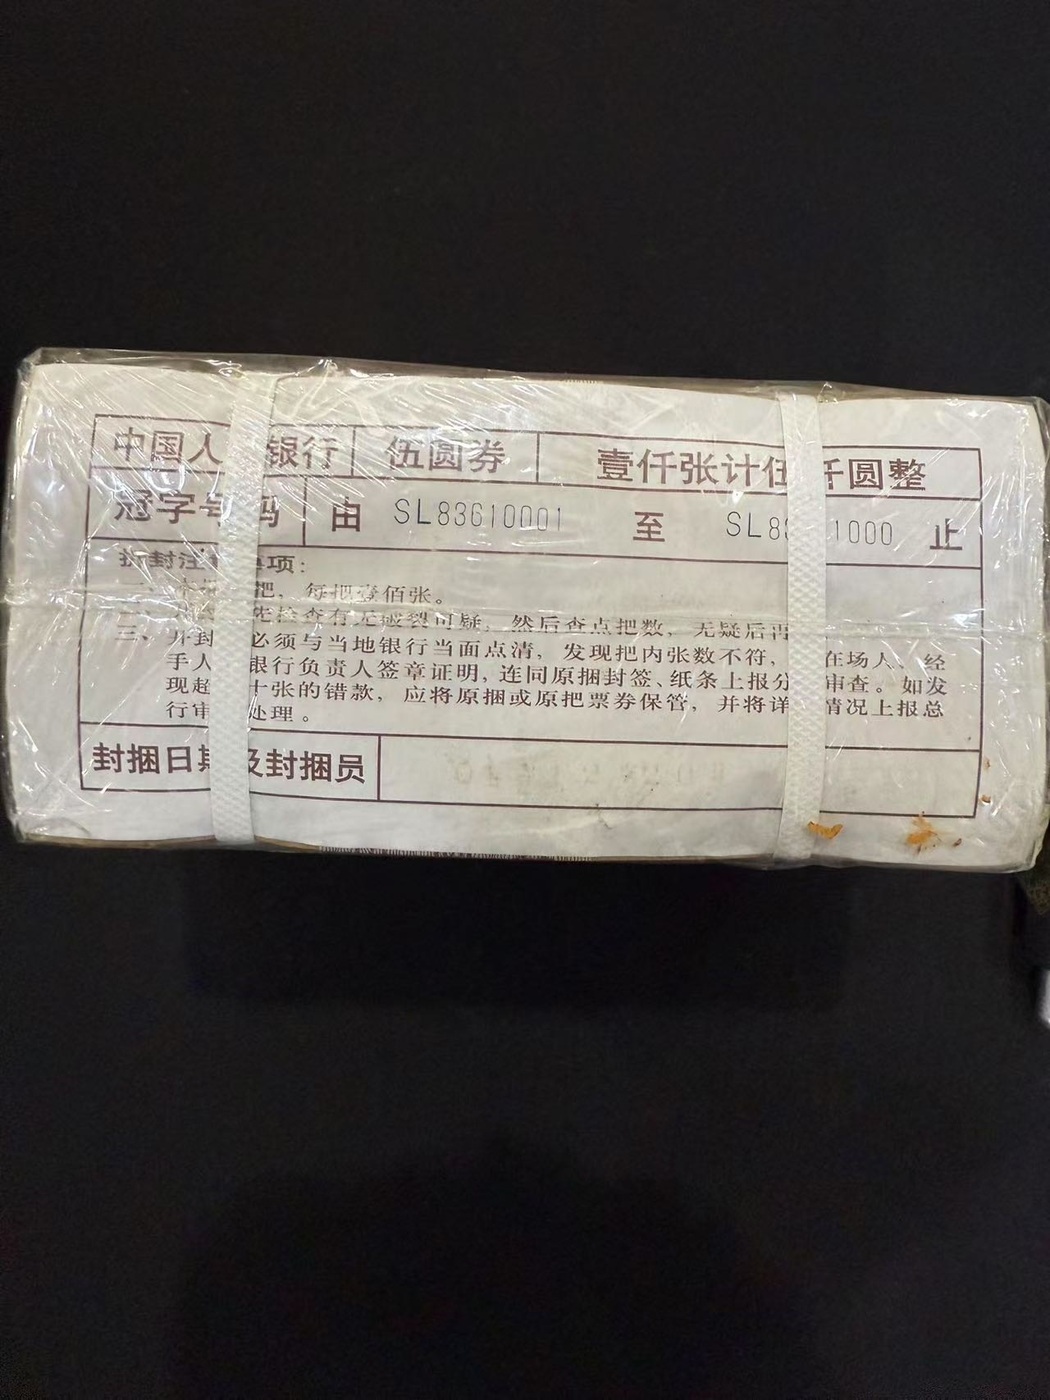 中国人 银行 伍圆券 壹仟张计伍 仟圆整
冠字号码 由 SL83610001 至 SL8 1000 止
拆封注 事项:
一、 把，每把壹佰张。
先检查有无破裂可疑，然后查点把数，无疑后再
三、开封 必须与当地银行当面点清，发现把内张数不符， 在场人、经
手人 银行负责人签章证明，连同原捆封签、纸条上报分 审查。如发
现超 十张的错款，应将原捆或原把票券保管，并将详 情况上报总
行审 处理。
封捆日期及封捆员